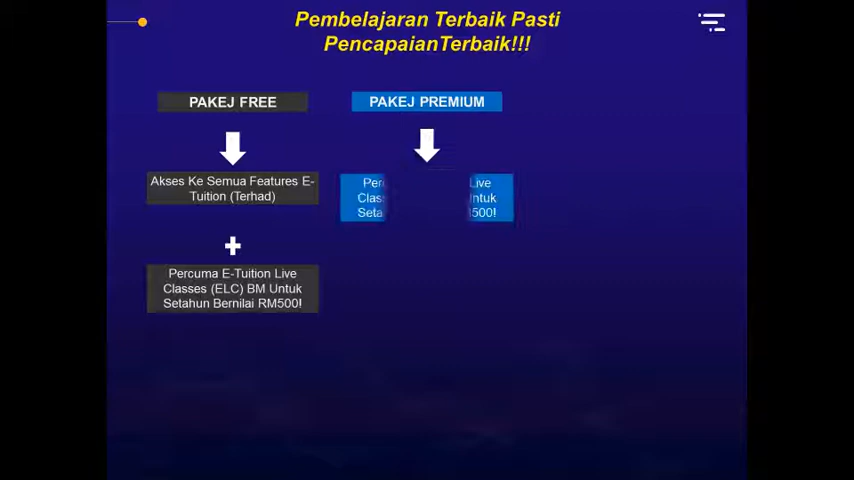 Pembelajaran Terbaik Pasti
PencapaianTerbaik!!!
PAKEJ FREE
PAKEJ PREMIUM
Akses Ke Semua Features E-
Tuition (Terhad)
Live
+
Percuma E-Tuition Live
Classes (ELC) BM Untuk
Setahun Bernilai RM500!